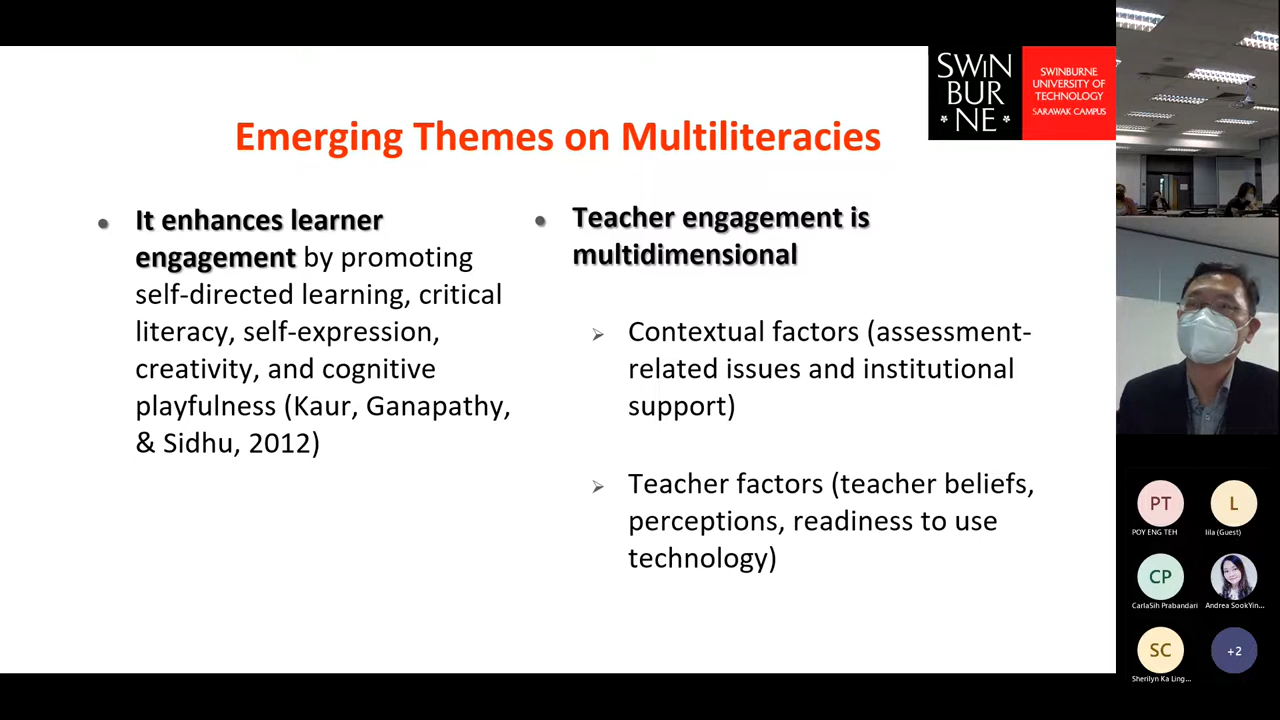 SWIN
BUR
NE
SWINBURNE
UNIVERSITY OF
TECHNOLOGY
SARAWAK CAMPUS
Emerging Themes on Multiliteracies
• It enhances learner
engagement by promoting
self-directed learning, critical
literacy, self-expression,
creativity, and cognitive
playfulness (Kaur, Ganapathy,
& Sidhu, 2012)
• Teacher engagement is
multidimensional
➢ Contextual factors (assessment-
related issues and institutional
support)
➢ Teacher factors (teacher beliefs,
perceptions, readiness to use
technology)
PT
POY ENG TEH
L
lila (Guest)
CP
CarlaSih Prabandari
Andrea SookYin...
SC
Sherilyn Ka Ling...
+2